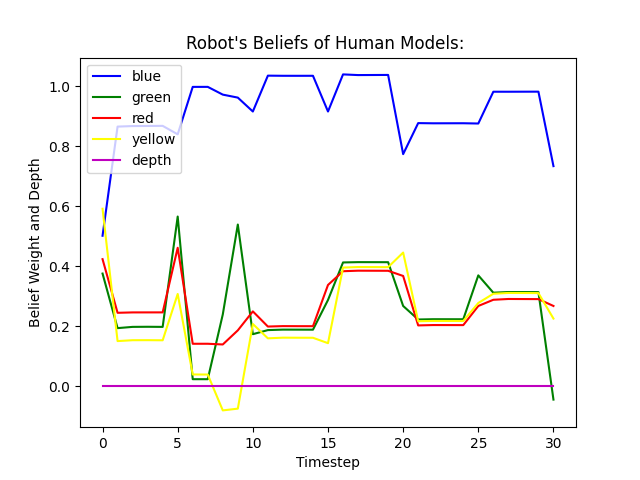 Robot's Beliefs of Human Models:
blue
green
red
yellow
depth
Belief Weight and Depth
1.0
0.8
0.6
0.4
0.2
0.0
0 5 10 15 20 25 30
Timestep